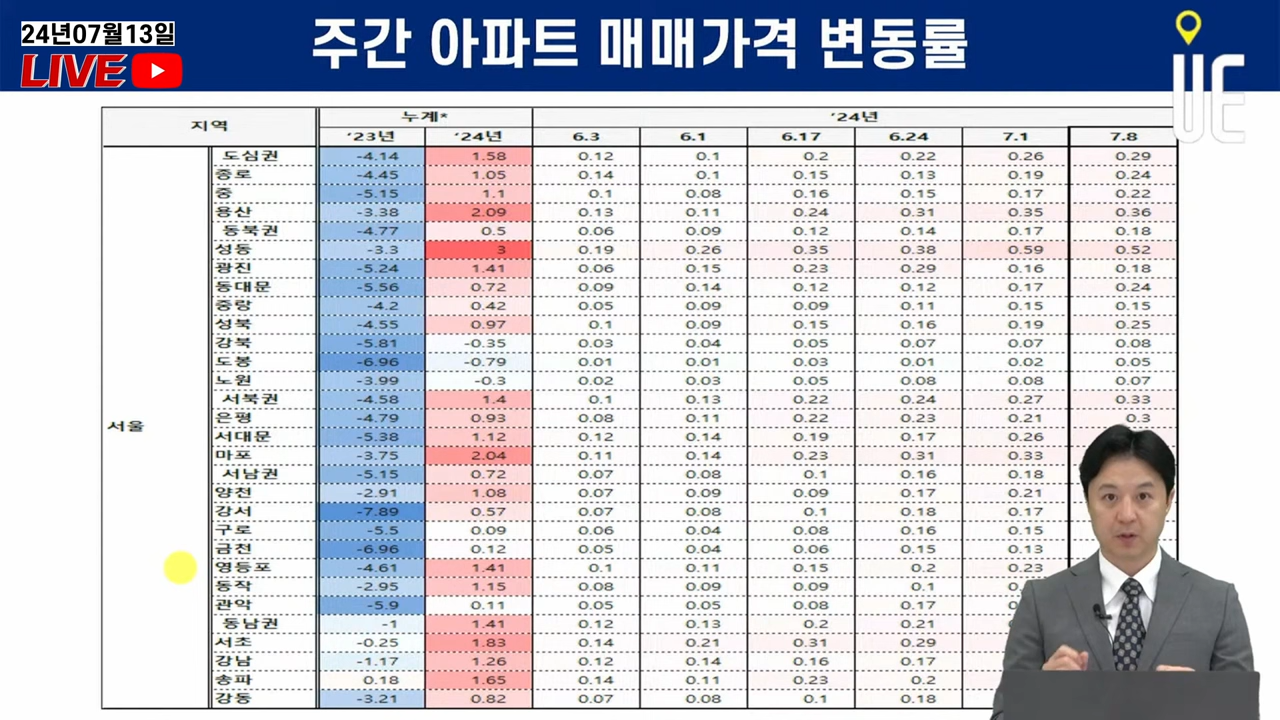 24년07월13일
LIVE
주간 아파트 매매가격 변동률
UE
지역 누계* ‘24년
‘23년 ‘24년 6.3 6.1 6.17 6.24 7.1 7.8
서울
도심권 -4.14 1.58 0.12 0.1 0.2 0.22 0.26 0.29
종로 -4.45 1.05 0.14 0.1 0.15 0.13 0.19 0.24
중 -5.15 1.1 0.1 0.08 0.16 0.15 0.17 0.22
용산 -3.38 2.09 0.13 0.11 0.24 0.31 0.35 0.36
동북권 -4.77 0.5 0.06 0.09 0.12 0.14 0.17 0.18
성동 -3.3 3 0.19 0.26 0.35 0.38 0.59 0.52
광진 -5.24 1.41 0.06 0.15 0.23 0.29 0.16 0.18
동대문 -5.56 0.72 0.09 0.14 0.12 0.12 0.17 0.24
중랑 -4.2 0.42 0.05 0.09 0.09 0.11 0.15 0.15
성북 -4.55 0.97 0.1 0.09 0.15 0.16 0.19 0.25
강북 -5.81 -0.35 0.03 0.04 0.05 0.07 0.07 0.08
도봉 -6.96 -0.79 0.01 0.01 0.03 0.01 0.02 0.05
노원 -3.99 -0.3 0.02 0.03 0.05 0.08 0.08 0.07
서북권 -4.58 1.4 0.1 0.13 0.22 0.24 0.27 0.33
은평 -4.79 0.93 0.08 0.11 0.22 0.23 0.21 0.3
서대문 -5.38 1.12 0.12 0.14 0.19 0.17 0.26
마포 -3.75 2.04 0.11 0.14 0.23 0.31 0.33
서남권 -5.15 0.72 0.07 0.08 0.1 0.16 0.18
양천 -2.91 1.08 0.07 0.09 0.09 0.17 0.21
강서 -7.89 0.57 0.07 0.08 0.1 0.18 0.17
구로 -5.5 0.09 0.06 0.04 0.08 0.16 0.15
금천 -6.96 0.12 0.05 0.04 0.06 0.15 0.13
영등포 -4.61 1.41 0.1 0.11 0.15 0.2 0.23
동작 -2.95 1.15 0.08 0.09 0.09 0.1
관악 -5.9 0.11 0.05 0.05 0.08 0.17
동남권 -1 1.41 0.12 0.13 0.2 0.21
서초 -0.25 1.83 0.14 0.21 0.31 0.29
강남 -1.17 1.26 0.12 0.14 0.16 0.17
송파 0.18 1.65 0.14 0.11 0.23 0.2
강동 -3.21 0.82 0.07 0.08 0.1 0.18